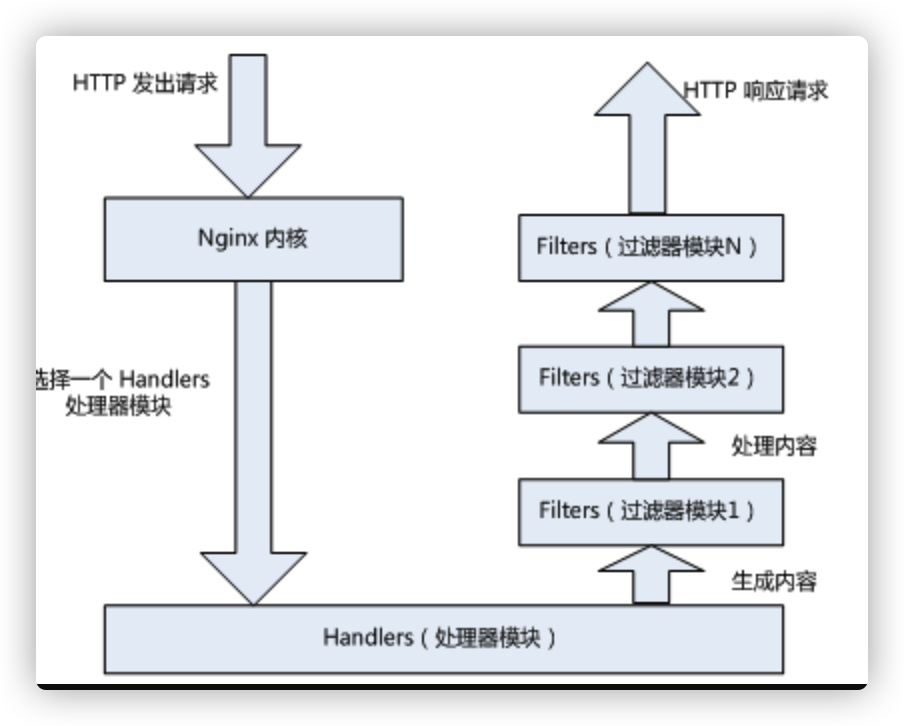 HTTP 发出请求
HTTP 响应请求
Nginx 内核
Filters（过滤器模块N）
选择一个 Handlers
处理器模块
Filters（过滤器模块2）
处理内容
Filters（过滤器模块1）
生成内容
Handlers（处理器模块）